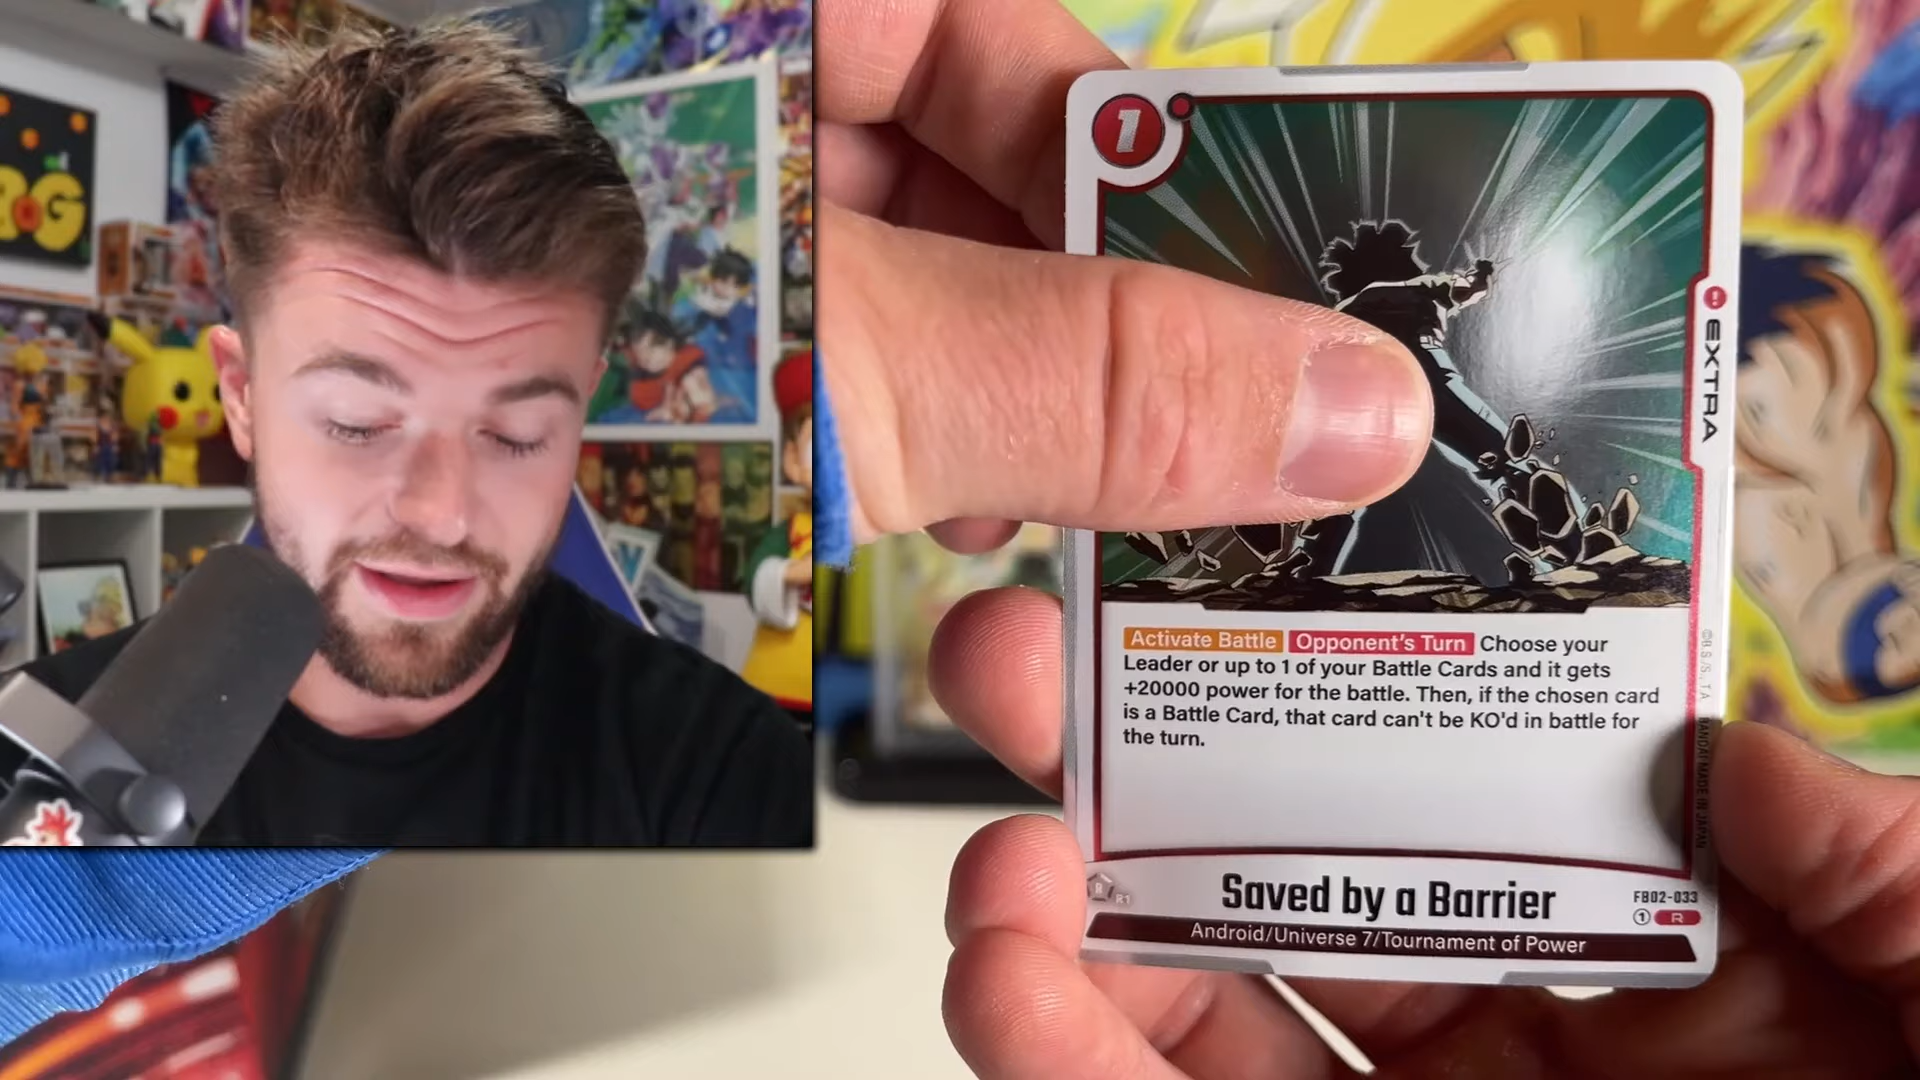 1
EXTRA
Activate Battle Opponent's Turn Choose your
Leader or up to 1 of your Battle Cards and it gets
+20000 power for the battle. Then, if the chosen card
is a Battle Card, that card can't be KO'd in battle for
the turn.
BANDAI MADE IN JAPAN
R
R1
Saved by a Barrier
FB02-033
1 R
Android/Universe 7/Tournament of Power